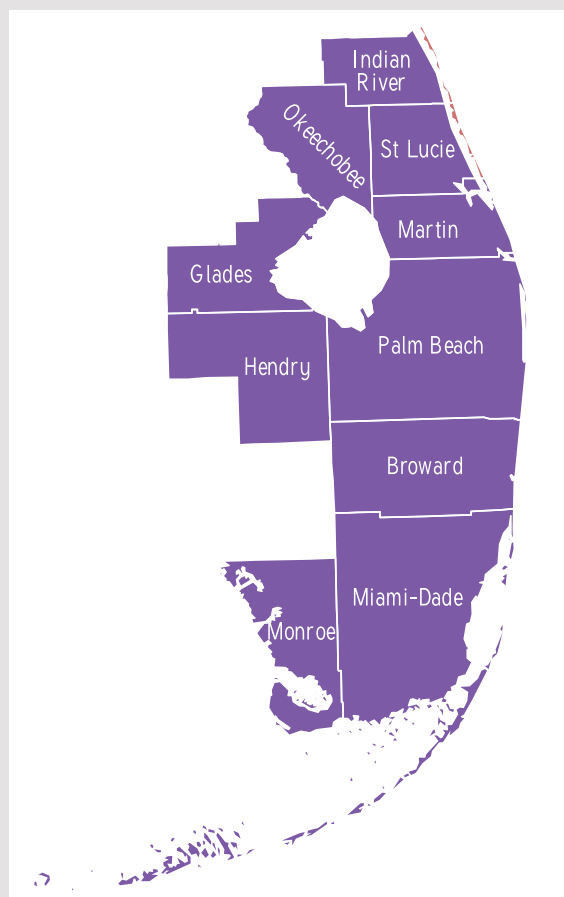 Indian
River
Okeechobee
St Lucie
Martin
Glades
Palm Beach
Hendry
Broward
Miami-Dade
Monroe